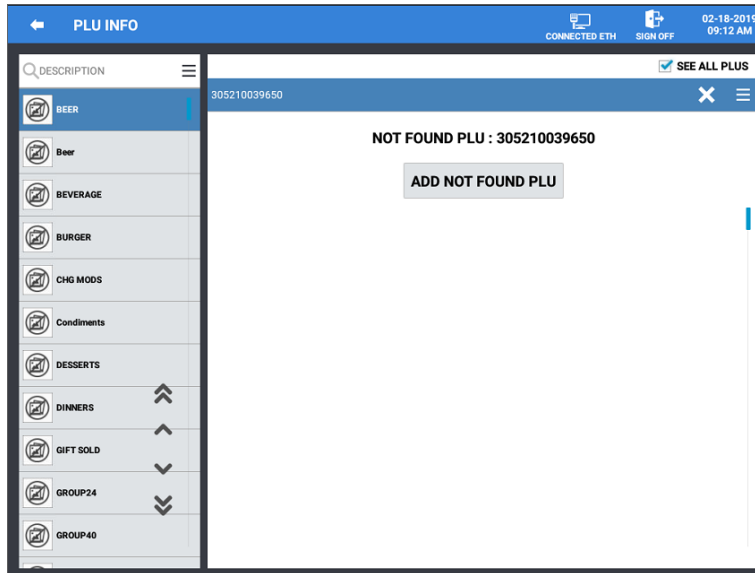 PLU INFO
CONNECTED ETH
SIGN OFF
02-18-2019
09:12 AM
DESCRIPTION
SEE ALL PLUS
BEER
305210039650
NOT FOUND PLU : 305210039650
ADD NOT FOUND PLU
Beer
BEVERAGE
BURGER
CHG MODS
Condiments
DESSERTS
DINNERS
GIFT SOLD
GROUP24
GROUP40